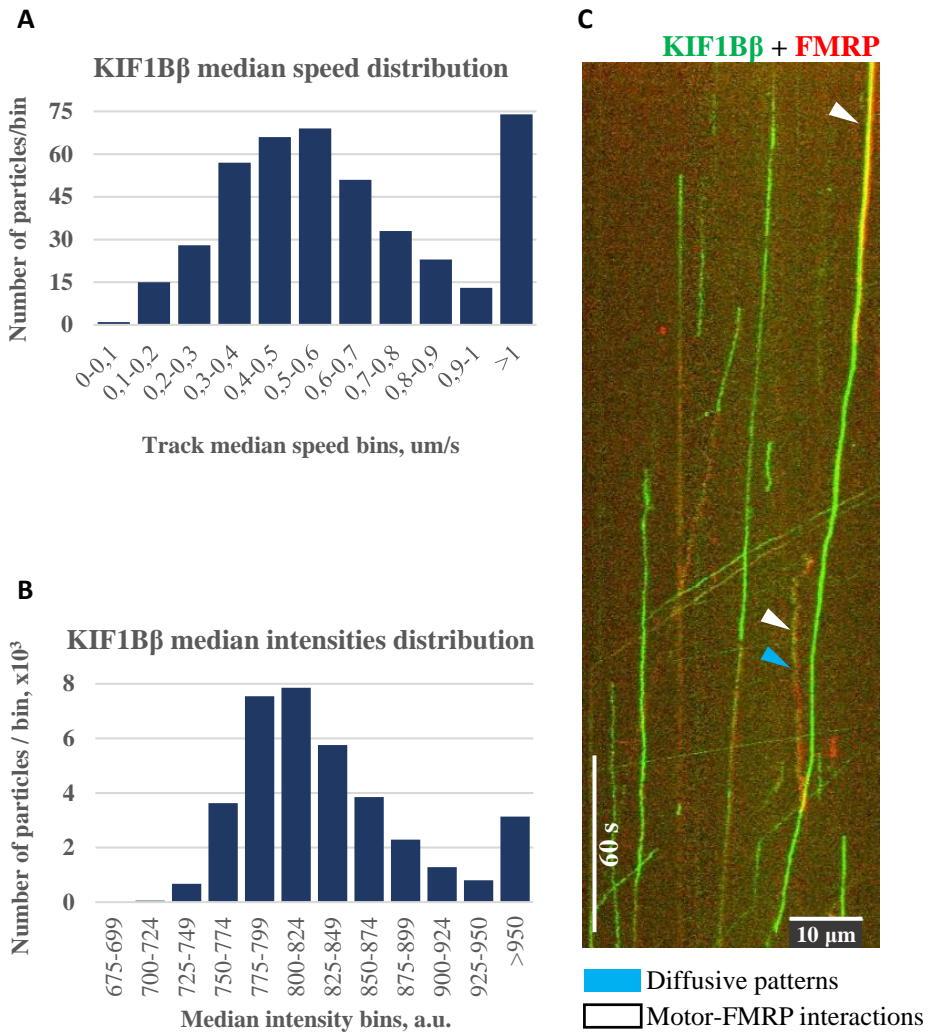 A
KIF1Bβ median speed distribution
Number of particles/bin
75
60
45
30
15
0
0-0,1
0,1-0,2
0,2-0,3
0,3-0,4
0,4-0,5
0,5-0,6
0,6-0,7
0,7-0,8
0,8-0,9
0,9-1
>1
Track median speed bins, um/s
B
KIF1Bβ median intensities distribution
Number of particles / bin, x10³
8
6
4
2
0
675-699
700-724
725-749
750-774
775-799
800-824
825-849
850-874
875-899
900-924
925-950
>950
Median intensity bins, a.u.
C
KIF1Bβ + FMRP
60 s
10 µm
Diffusive patterns
Motor-FMRP interactions